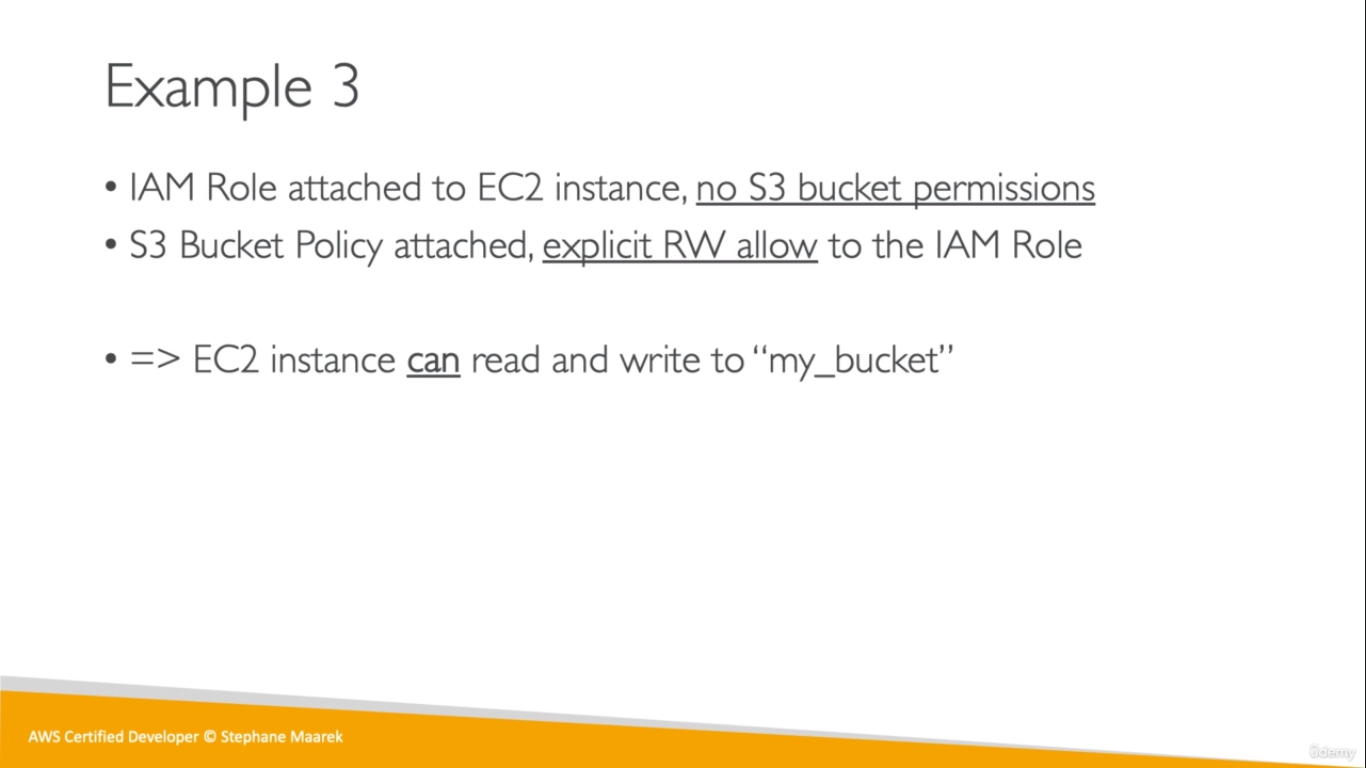 Example 3
• IAM Role attached to EC2 instance, no S3 bucket permissions
• S3 Bucket Policy attached, explicit RW allow to the IAM Role
• => EC2 instance can read and write to “my_bucket”
AWS Certified Developer © Stephane Maarek
ûdemy